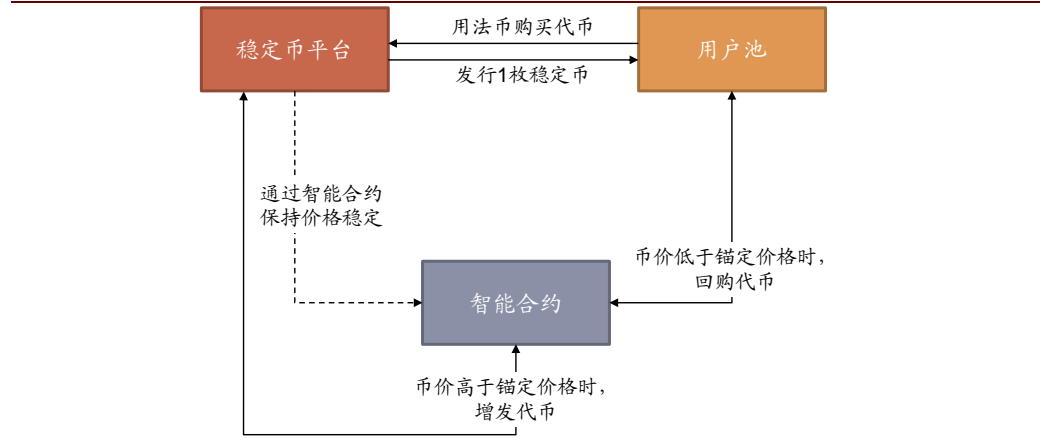 用法币购买代币
稳定币平台
用户池
发行1枚稳定币
通过智能合约
保持价格稳定
币价低于锚定价格时，
回购代币
智能合约
币价高于锚定价格时，
增发代币